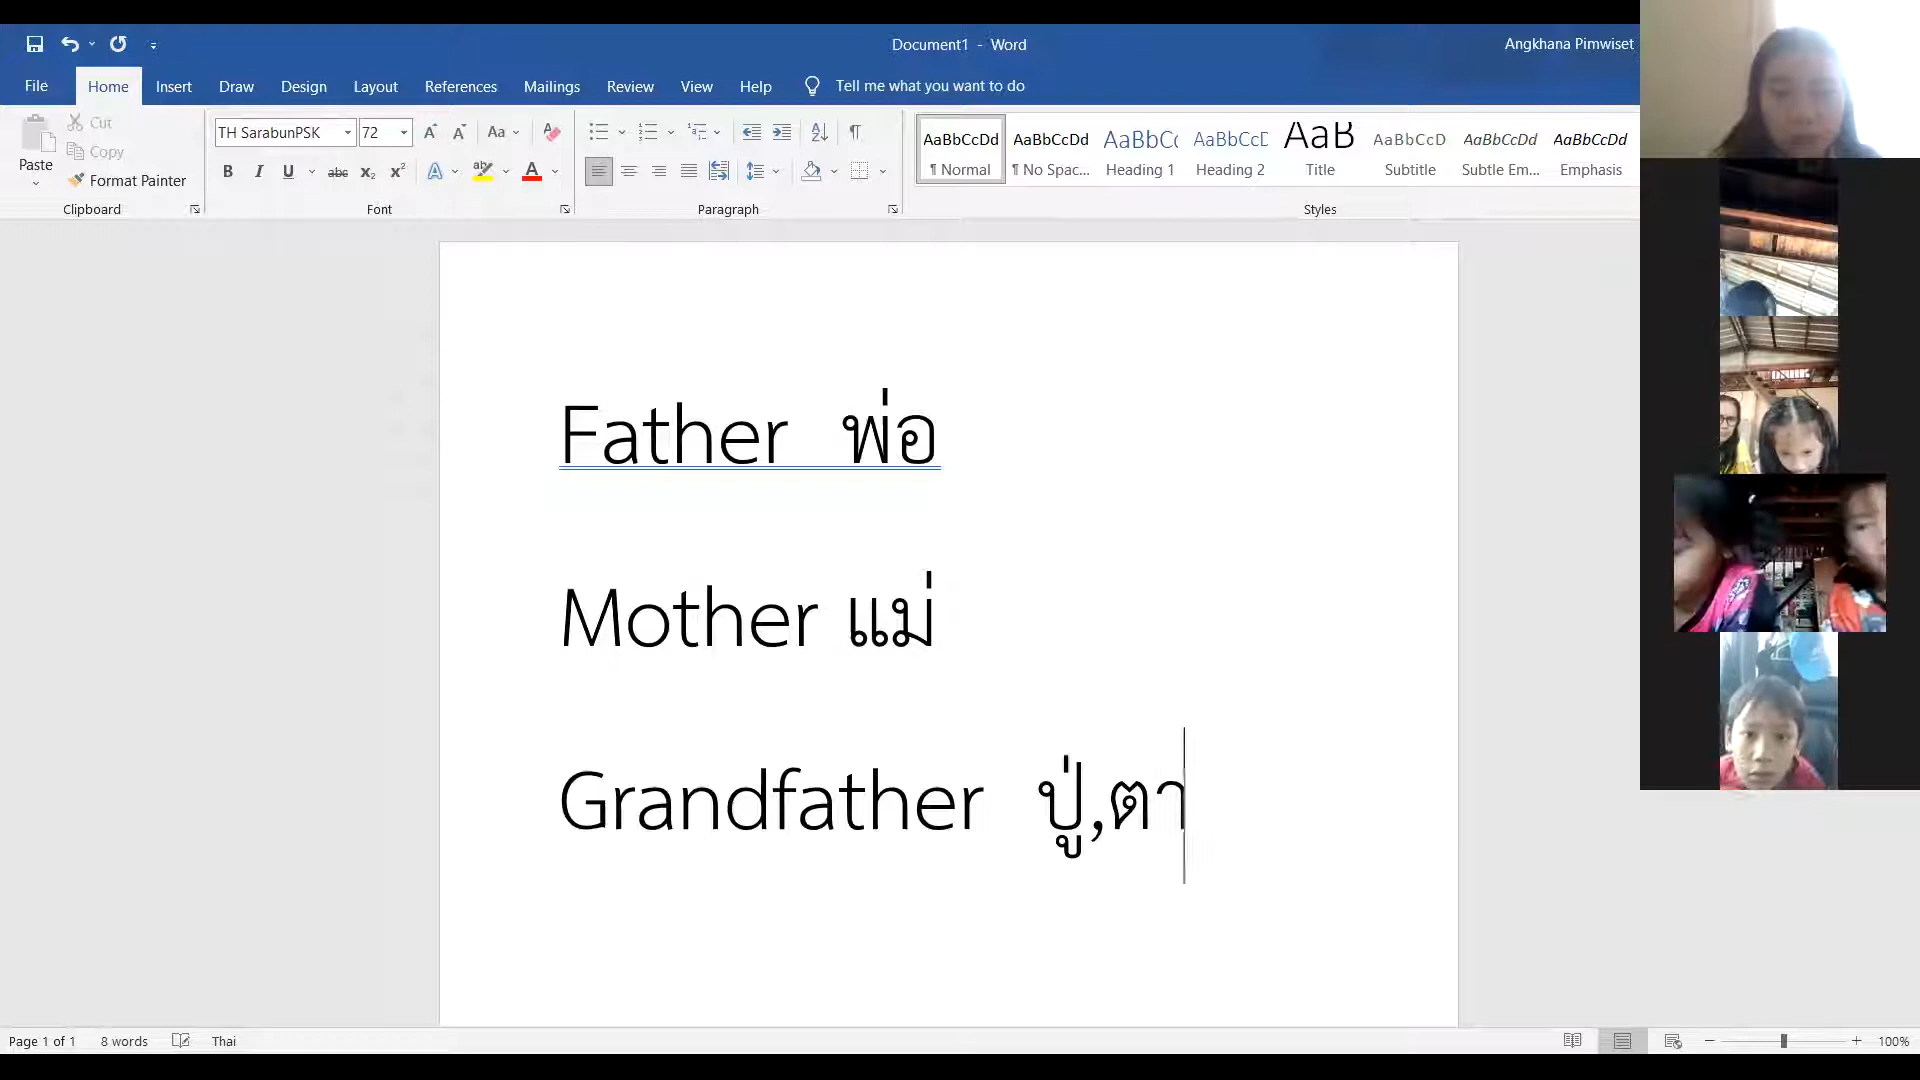 Document1 - Word
Angkhana Pimwiset
File Home Insert Draw Design Layout References Mailings Review View Help Tell me what you want to do
Paste
Cut
Copy
Format Painter
Clipboard
TH SarabunPSK 72
Font
Paragraph
AaBbCcDd AaBbCcDd AaBbC AaBbCcD AaB AaBbCcD AaBbCcDd AaBbCcDd
¶ Normal ¶ No Spac... Heading 1 Heading 2 Title Subtitle Subtle Em... Emphasis
Styles
Father พ่อ
Mother แม่
Grandfather ปู่,ตา
Page 1 of 1 8 words Thai 100%